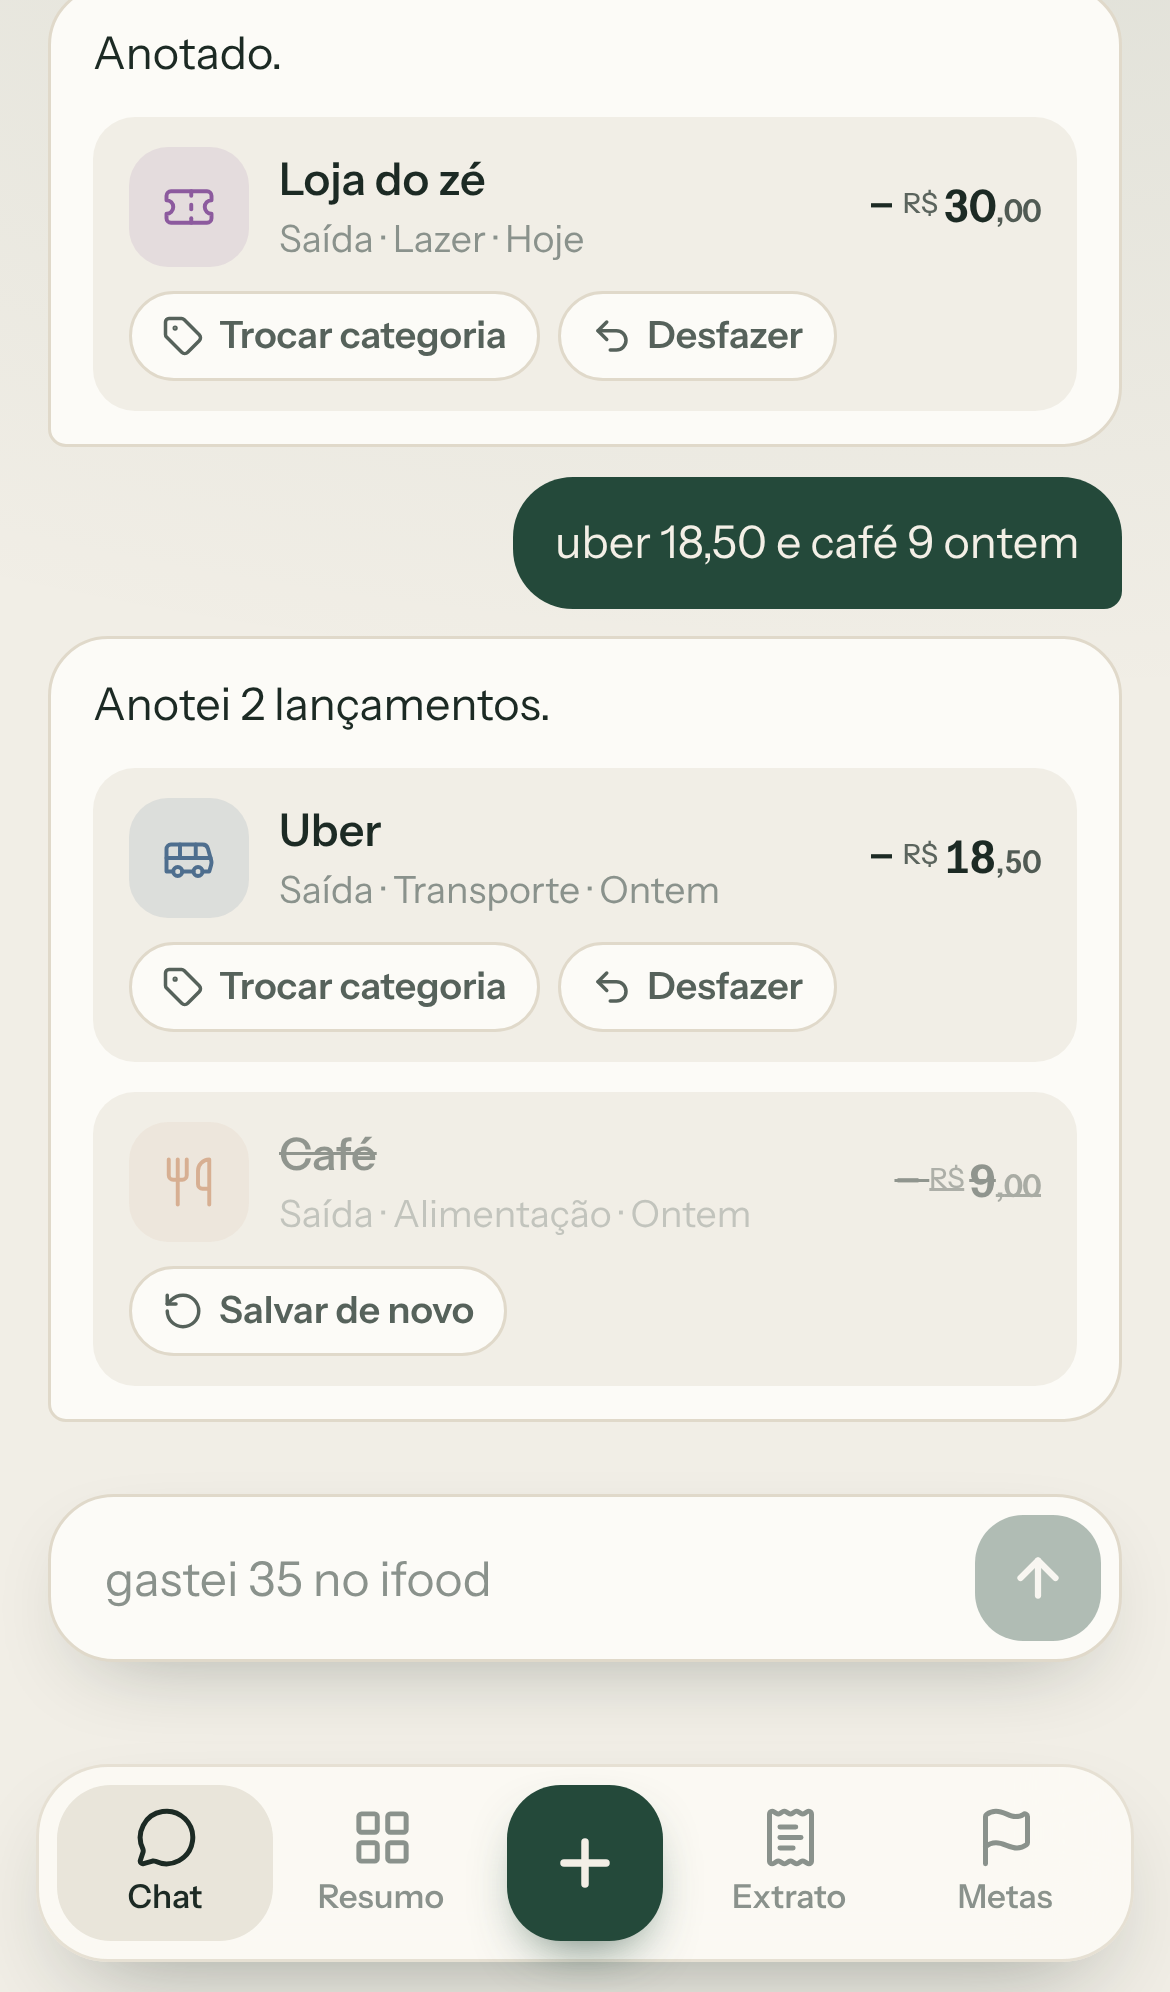 Anotado.
Loja do zé
– R$ 30,00
Saída · Lazer · Hoje
Trocar categoria
Desfazer
uber 18,50 e café 9 ontem
Anotei 2 lançamentos.
Uber
– R$ 18,50
Saída · Transporte · Ontem
Trocar categoria
Desfazer
Café
– R$ 9,00
Saída · Alimentação · Ontem
Salvar de novo
gastei 35 no ifood
Chat
Resumo
Extrato
Metas